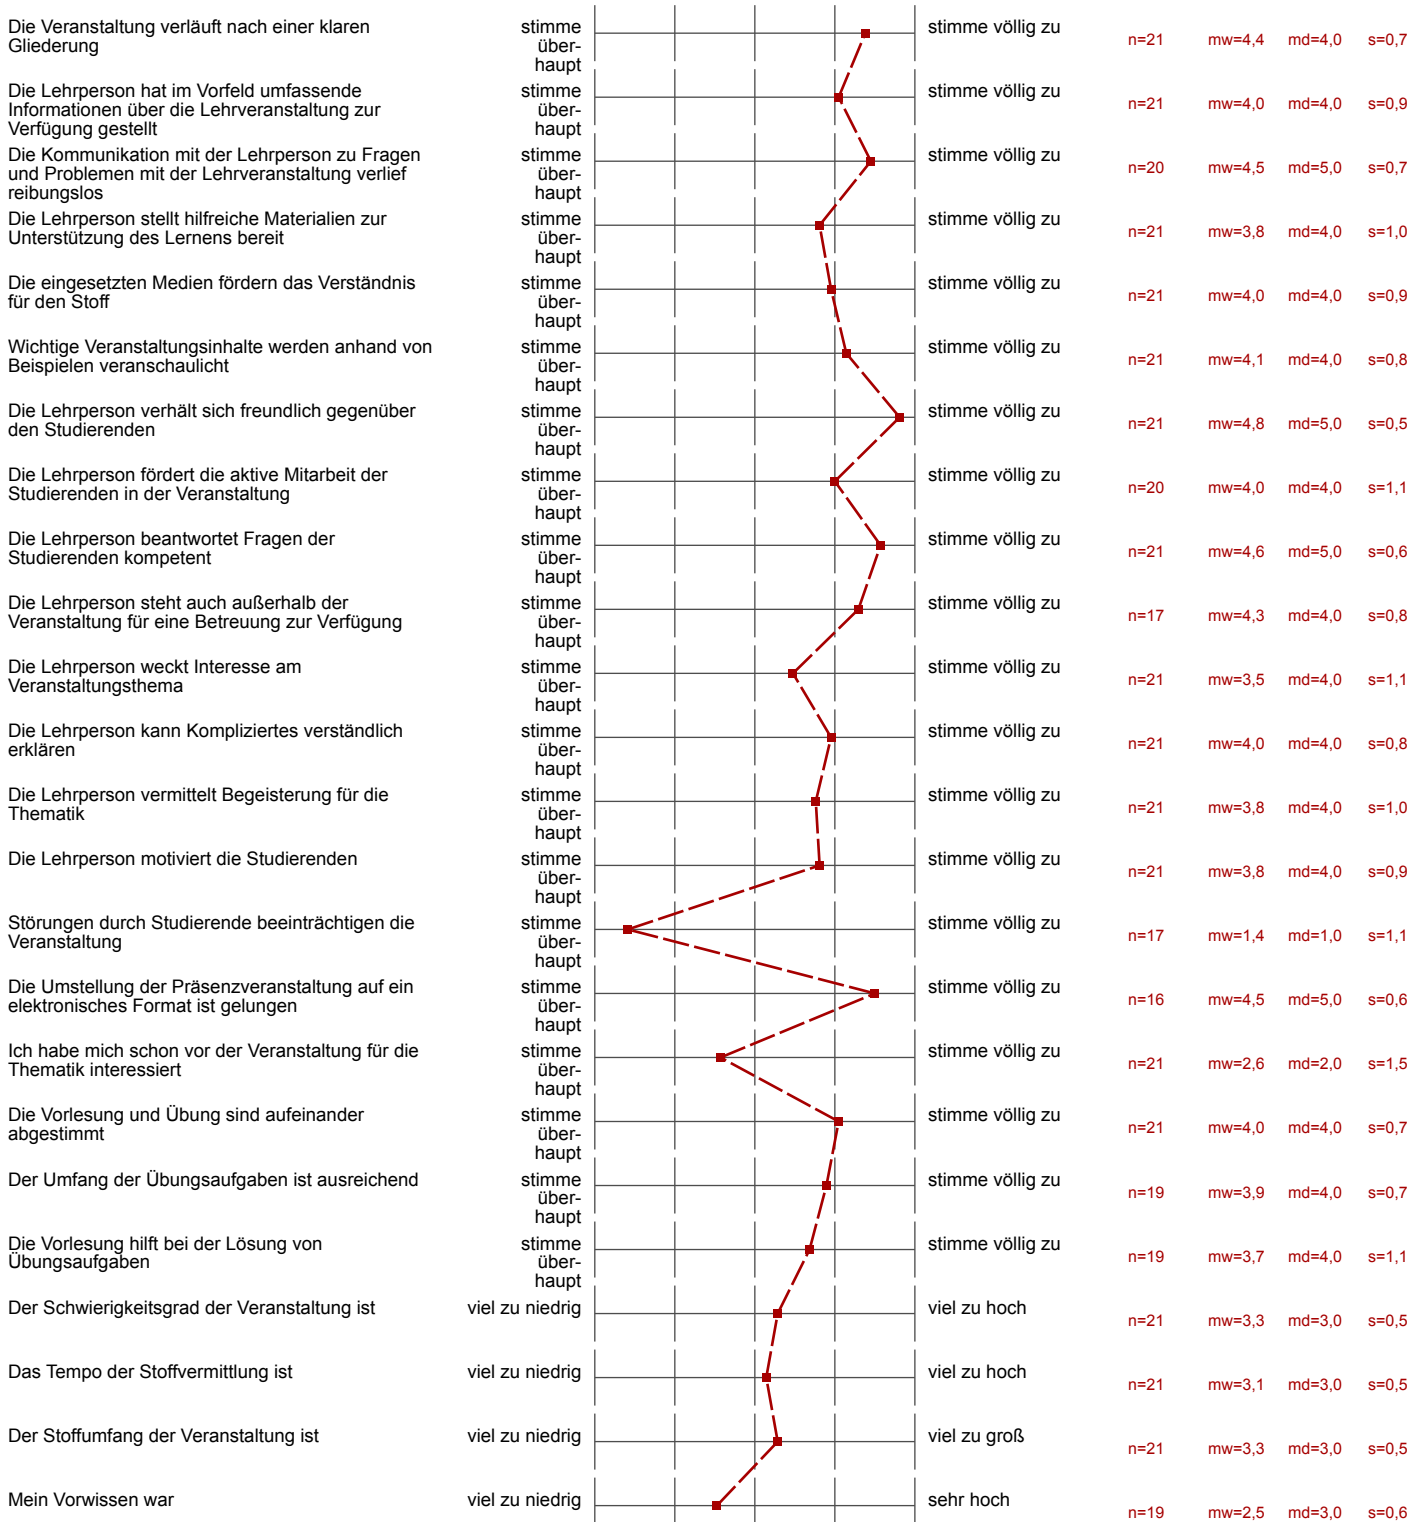 Die Veranstaltung verläuft nach einer klaren
Gliederung
stimme
über-
haupt
stimme völlig zu
n=21 mw=4,4 md=4,0 s=0,7
Die Lehrperson hat im Vorfeld umfassende
Informationen über die Lehrveranstaltung zur
Verfügung gestellt
stimme
über-
haupt
stimme völlig zu
n=21 mw=4,0 md=4,0 s=0,9
Die Kommunikation mit der Lehrperson zu Fragen
und Problemen mit der Lehrveranstaltung verlief
reibungslos
stimme
über-
haupt
stimme völlig zu
n=20 mw=4,5 md=5,0 s=0,7
Die Lehrperson stellt hilfreiche Materialien zur
Unterstützung des Lernens bereit
stimme
über-
haupt
stimme völlig zu
n=21 mw=3,8 md=4,0 s=1,0
Die eingesetzten Medien fördern das Verständnis
für den Stoff
stimme
über-
haupt
stimme völlig zu
n=21 mw=4,0 md=4,0 s=0,9
Wichtige Veranstaltungsinhalte werden anhand von
Beispielen veranschaulicht
stimme
über-
haupt
stimme völlig zu
n=21 mw=4,1 md=4,0 s=0,8
Die Lehrperson verhält sich freundlich gegenüber
den Studierenden
stimme
über-
haupt
stimme völlig zu
n=21 mw=4,8 md=5,0 s=0,5
Die Lehrperson fördert die aktive Mitarbeit der
Studierenden in der Veranstaltung
stimme
über-
haupt
stimme völlig zu
n=20 mw=4,0 md=4,0 s=1,1
Die Lehrperson beantwortet Fragen der
Studierenden kompetent
stimme
über-
haupt
stimme völlig zu
n=21 mw=4,6 md=5,0 s=0,6
Die Lehrperson steht auch außerhalb der
Veranstaltung für eine Betreuung zur Verfügung
stimme
über-
haupt
stimme völlig zu
n=17 mw=4,3 md=4,0 s=0,8
Die Lehrperson weckt Interesse am
Veranstaltungsthema
stimme
über-
haupt
stimme völlig zu
n=21 mw=3,5 md=4,0 s=1,1
Die Lehrperson kann Kompliziertes verständlich
erklären
stimme
über-
haupt
stimme völlig zu
n=21 mw=4,0 md=4,0 s=0,8
Die Lehrperson vermittelt Begeisterung für die
Thematik
stimme
über-
haupt
stimme völlig zu
n=21 mw=3,8 md=4,0 s=1,0
Die Lehrperson motiviert die Studierenden
stimme
über-
haupt
stimme völlig zu
n=21 mw=3,8 md=4,0 s=0,9
Störungen durch Studierende beeinträchtigen die
Veranstaltung
stimme
über-
haupt
stimme völlig zu
n=17 mw=1,4 md=1,0 s=1,1
Die Umstellung der Präsenzveranstaltung auf ein
elektronisches Format ist gelungen
stimme
über-
haupt
stimme völlig zu
n=16 mw=4,5 md=5,0 s=0,6
Ich habe mich schon vor der Veranstaltung für die
Thematik interessiert
stimme
über-
haupt
stimme völlig zu
n=21 mw=2,6 md=2,0 s=1,5
Die Vorlesung und Übung sind aufeinander
abgestimmt
stimme
über-
haupt
stimme völlig zu
n=21 mw=4,0 md=4,0 s=0,7
Der Umfang der Übungsaufgaben ist ausreichend
stimme
über-
haupt
stimme völlig zu
n=19 mw=3,9 md=4,0 s=0,7
Die Vorlesung hilft bei der Lösung von
Übungsaufgaben
stimme
über-
haupt
stimme völlig zu
n=19 mw=3,7 md=4,0 s=1,1
Der Schwierigkeitsgrad der Veranstaltung ist
viel zu niedrig
viel zu hoch
n=21 mw=3,3 md=3,0 s=0,5
Das Tempo der Stoffvermittlung ist
viel zu niedrig
viel zu hoch
n=21 mw=3,1 md=3,0 s=0,5
Der Stoffumfang der Veranstaltung ist
viel zu niedrig
viel zu groß
n=21 mw=3,3 md=3,0 s=0,5
Mein Vorwissen war
viel zu niedrig
sehr hoch
n=19 mw=2,5 md=3,0 s=0,6